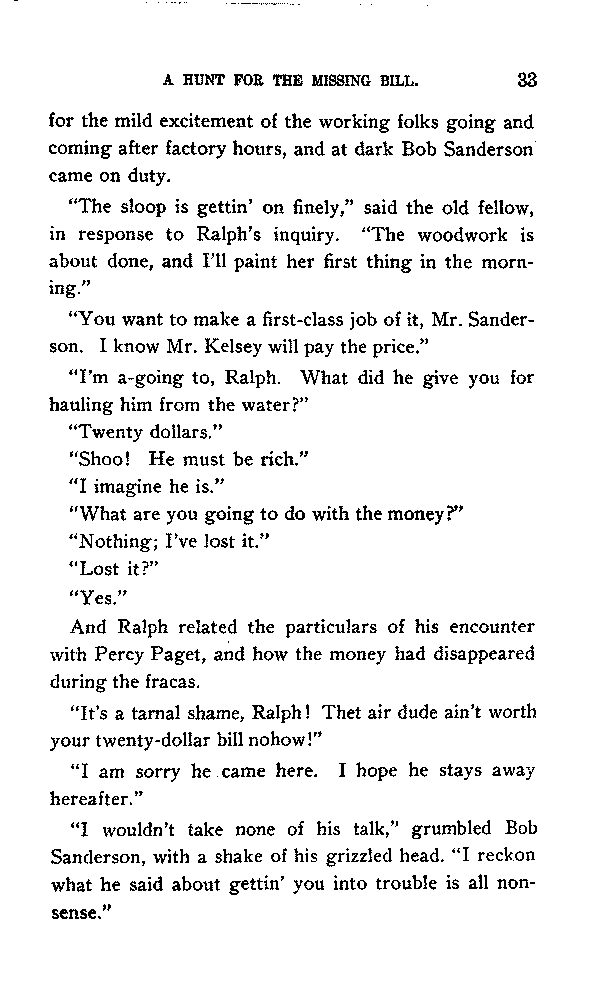 A HUNT FOR THE MISSING BILL. 33
for the mild excitement of the working folks going and
coming after factory hours, and at dark Bob Sanderson
came on duty.
“The sloop is gettin’ on finely,” said the old fellow,
in response to Ralph’s inquiry. “The woodwork is
about done, and I’ll paint her first thing in the morn-
ing.”
“You want to make a first-class job of it, Mr. Sander-
son. I know Mr. Kelsey will pay the price.”
“I’m a-going to, Ralph. What did he give you for
hauling him from the water?”
“Twenty dollars.”
“Shoo! He must be rich.”
“I imagine he is.”
“What are you going to do with the money?”
“Nothing; I’ve lost it.”
“Lost it?”
“Yes.”
And Ralph related the particulars of his encounter
with Percy Paget, and how the money had disappeared
during the fracas.
“It’s a tarnal shame, Ralph! Thet air dude ain’t worth
your twenty-dollar bill nohow!”
“I am sorry he came here. I hope he stays away
hereafter.”
“I wouldn’t take none of his talk,” grumbled Bob
Sanderson, with a shake of his grizzled head. “I reckon
what he said about gettin’ you into trouble is all non-
sense.”